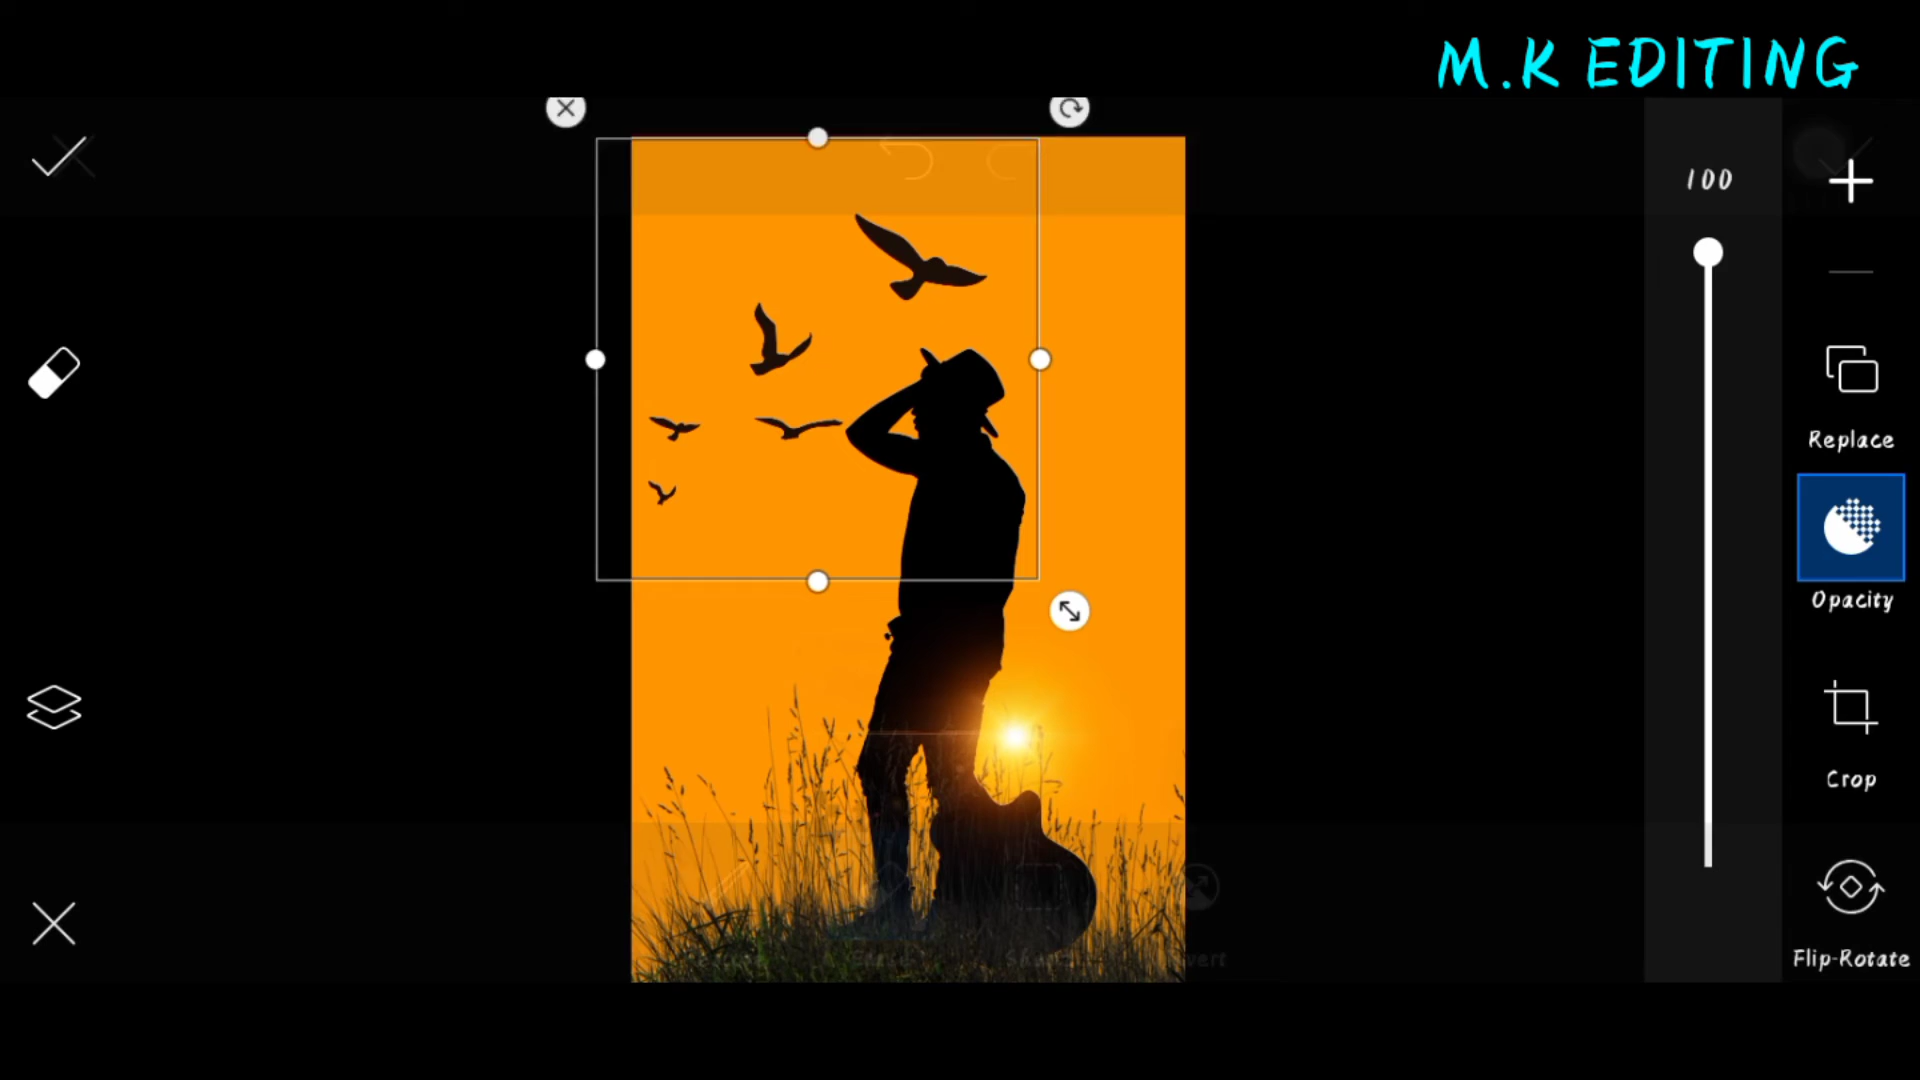 M.K EDITING
100
Replace
Opacity
Crop
Flip-Rotate